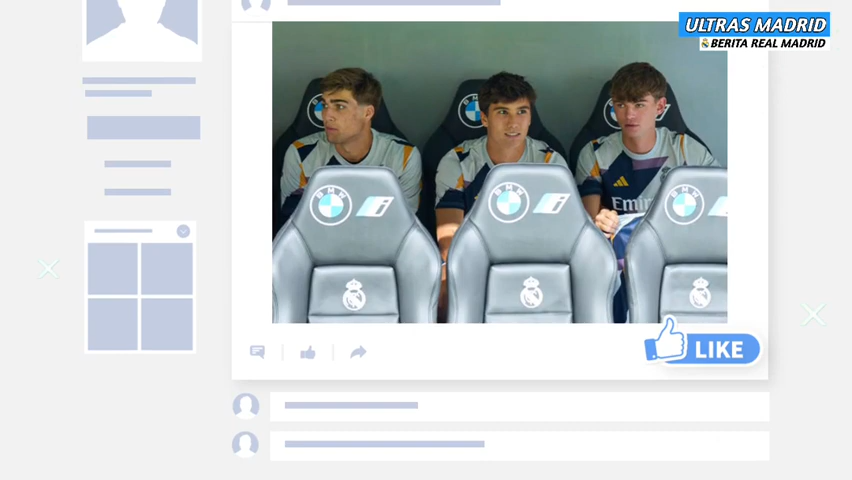 ULTRAS MADRID
BERITA REAL MADRID
BMW
i
BMW
i
BMW
Emir
LIKE